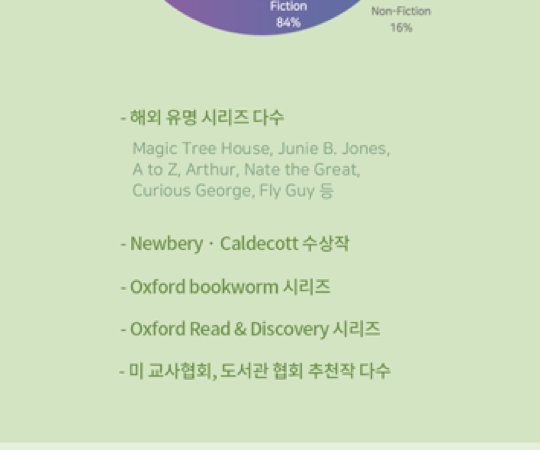 Fiction
84%
Non-Fiction
16%
- 해외 유명 시리즈 다수
Magic Tree House, Junie B. Jones,
A to Z, Arthur, Nate the Great,
Curious George, Fly Guy 등
- Newbery · Caldecott 수상작
- Oxford bookworm 시리즈
- Oxford Read & Discovery 시리즈
- 미 교사협회, 도서관 협회 추천작 다수